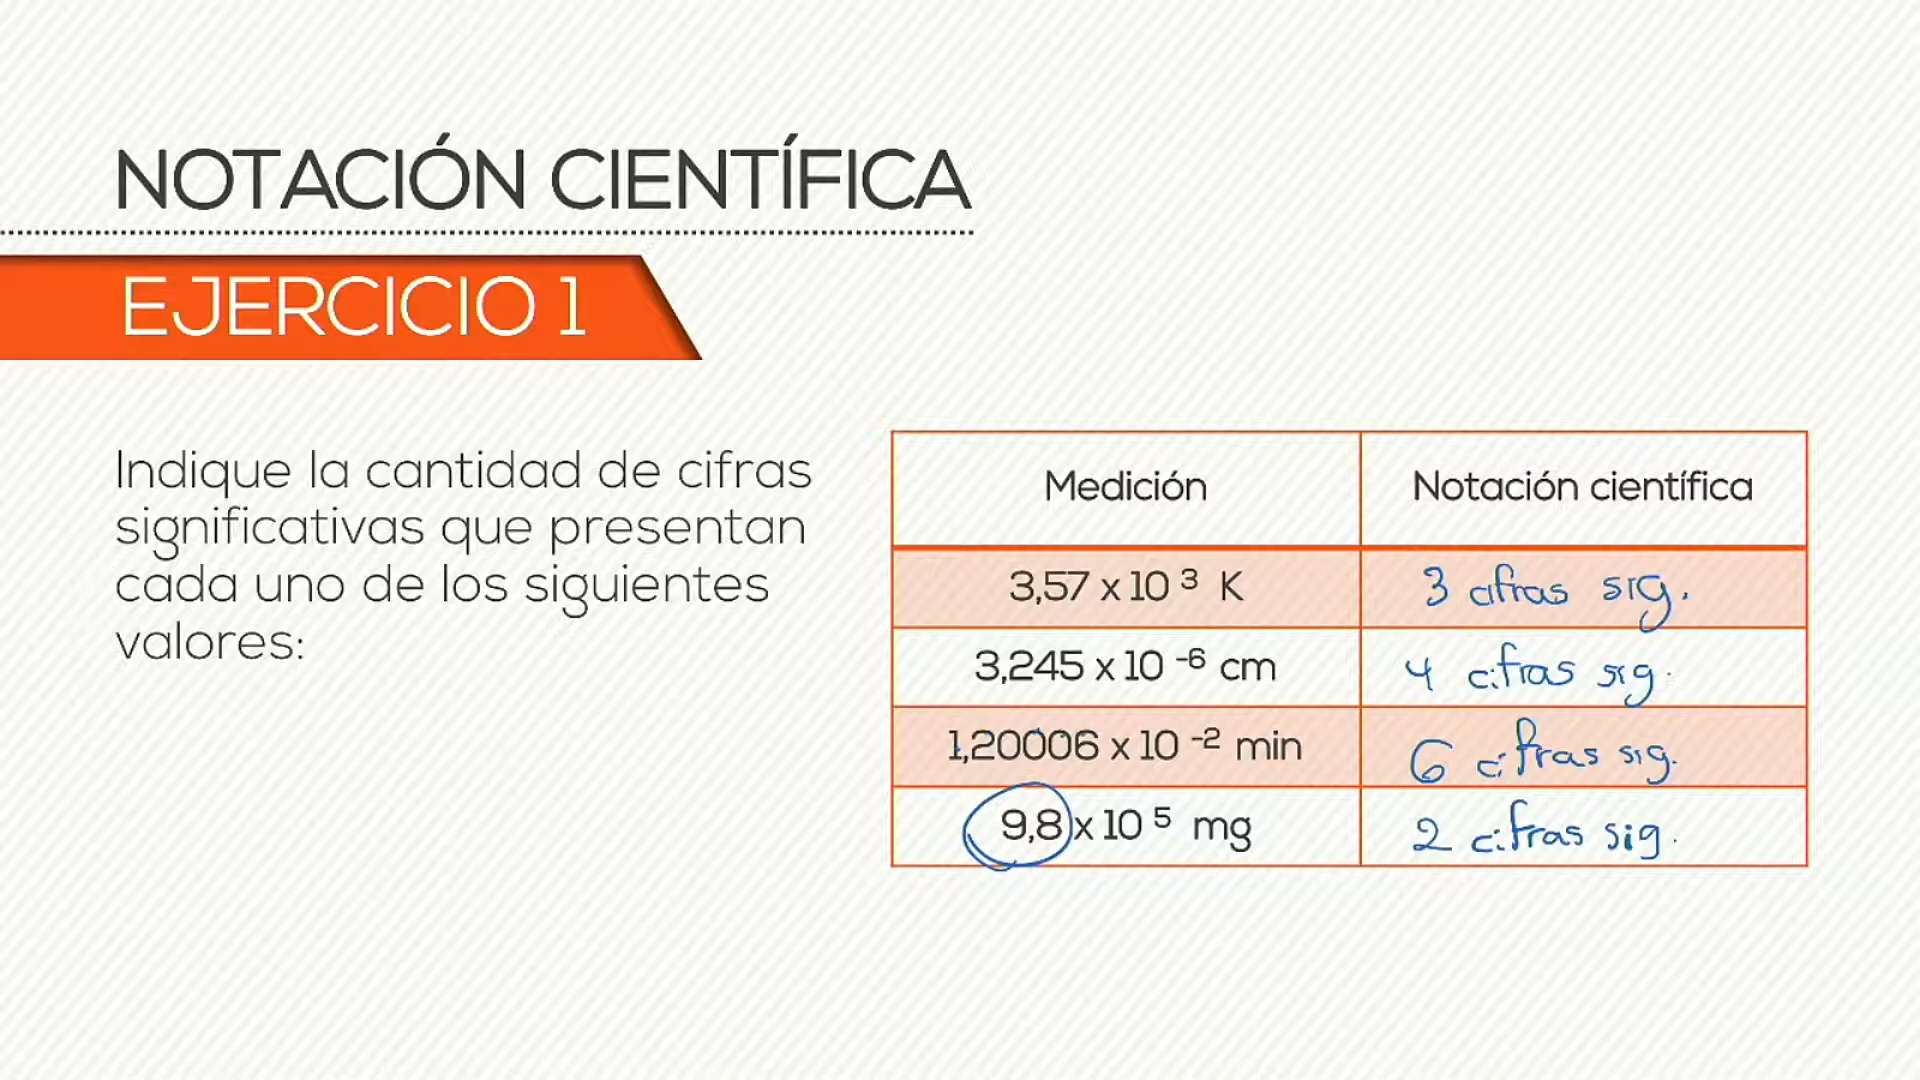 NOTACIÓN CIENTÍFICA
EJERCICIO 1
Indique la cantidad de cifras
significativas que presentan
cada uno de los siguientes
valores:
Medición Notación científica
3,57 x 10 ³ K 3 cifras sig.
3,245 x 10 ⁻⁶ cm 4 cifras sig.
1,20006 x 10 ⁻² min 6 cifras sig.
9,8 x 10 ⁵ mg 2 cifras sig.